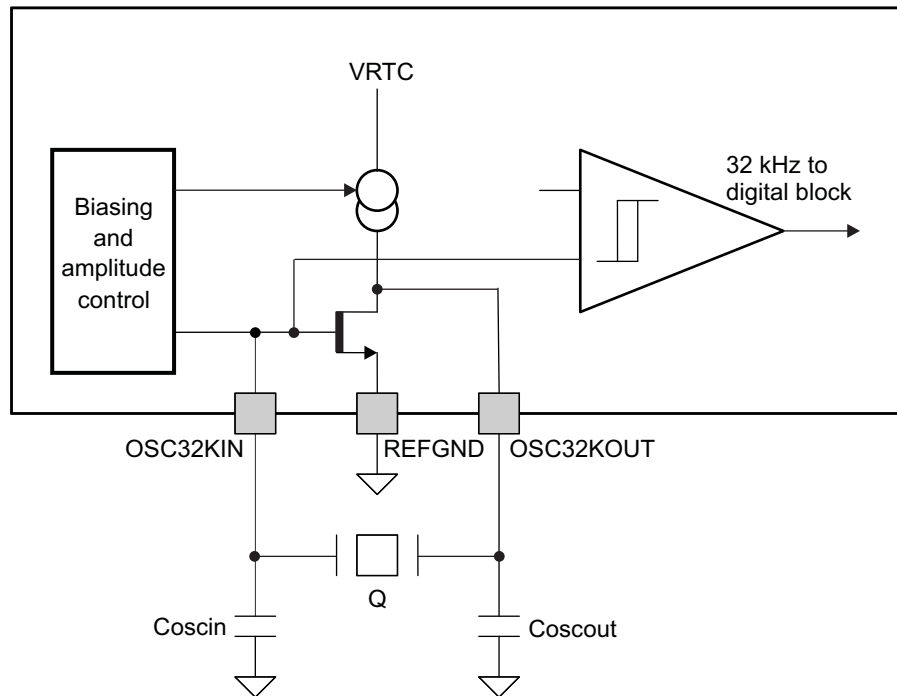 VRTC
Biasing
and
amplitude
control
32 kHz to
digital block
OSC32KIN
REFGND
OSC32KOUT
Q
Coscin
Coscout